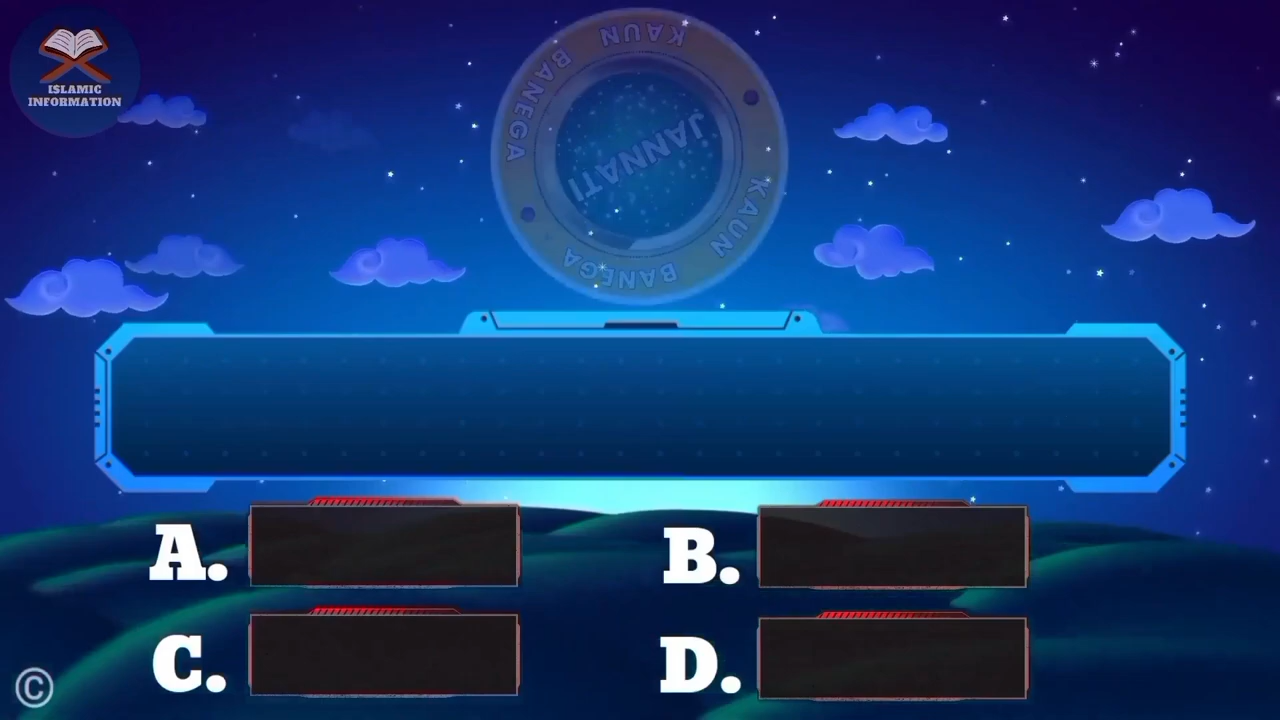 ISLAMIC
INFORMATION
KAUN BANEGA
JANNATI
KAUN BANEGA
A.
B.
C.
D.
©